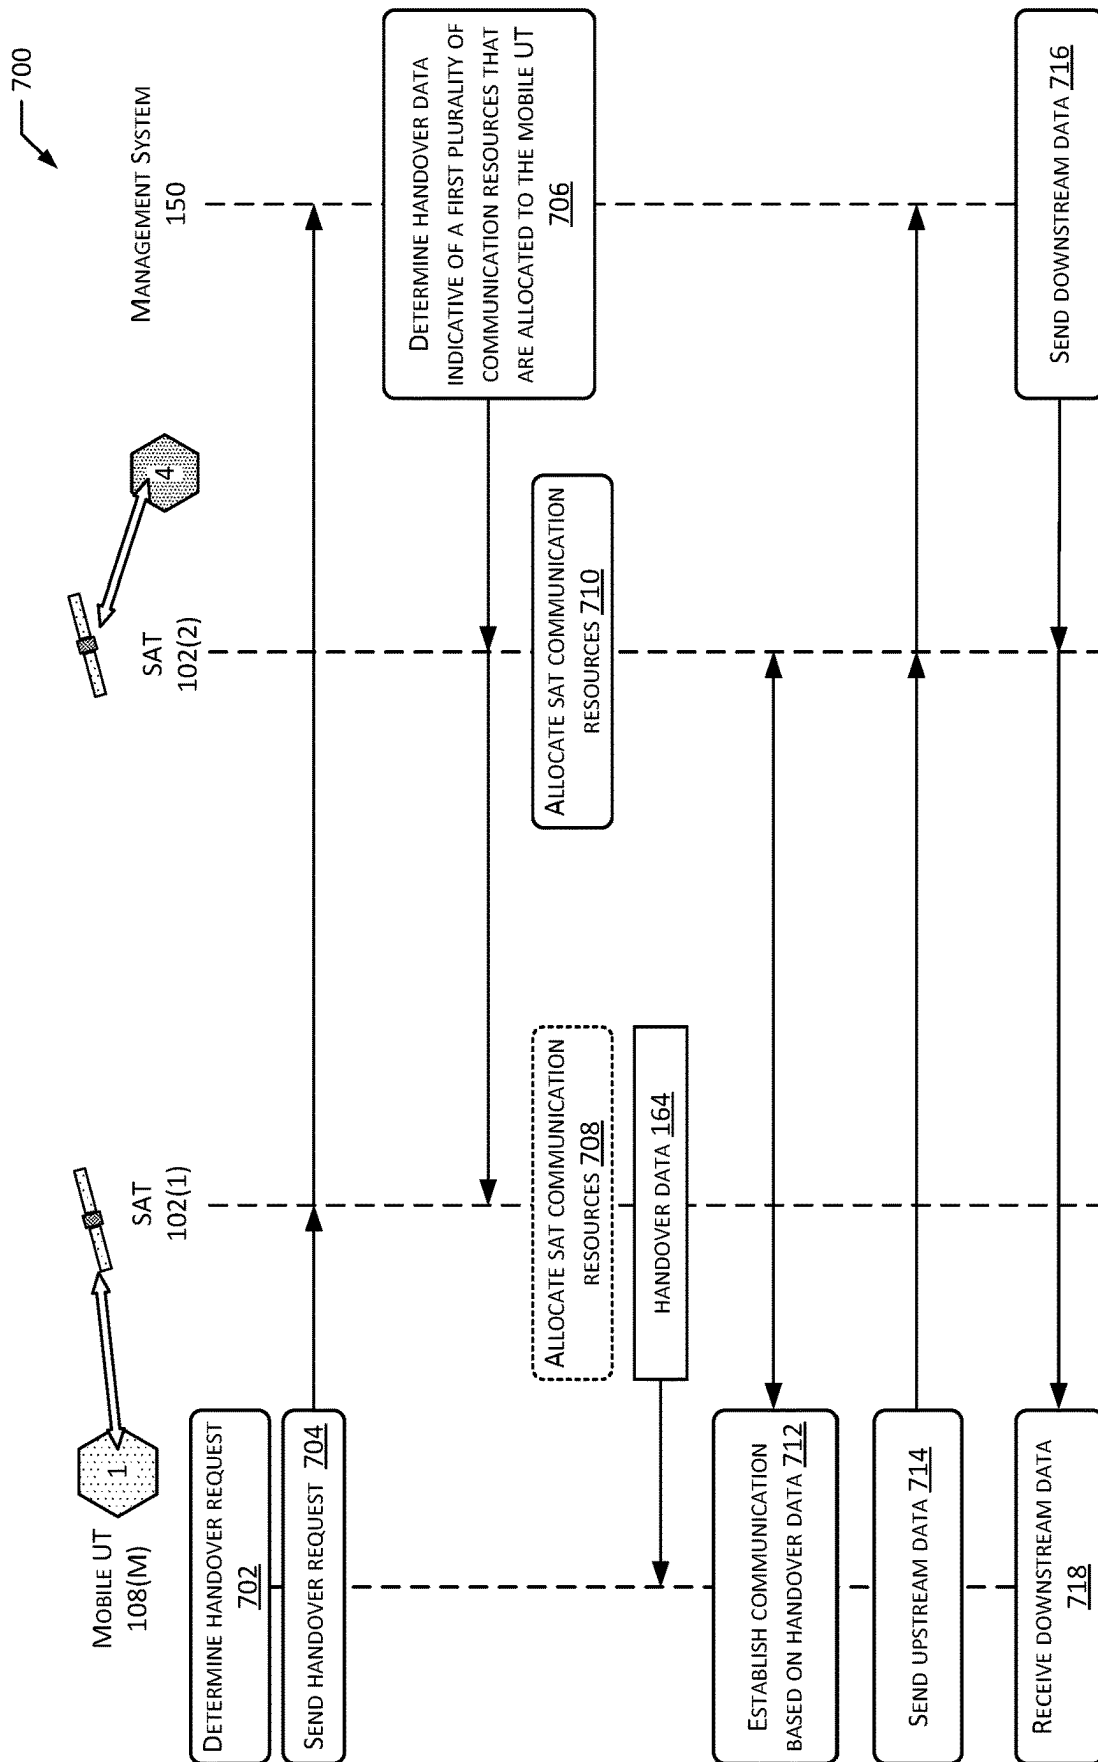 700
MOBILE UT
108(M)
1
SAT
102(1)
SAT
102(2)
4
MANAGEMENT SYSTEM
150
DETERMINE HANDOVER REQUEST
702
SEND HANDOVER REQUEST 704
DETERMINE HANDOVER DATA
INDICATIVE OF A FIRST PLURALITY OF
COMMUNICATION RESOURCES THAT
ARE ALLOCATED TO THE MOBILE UT
706
ALLOCATE SAT COMMUNICATION
RESOURCES 708
ALLOCATE SAT COMMUNICATION
RESOURCES 710
HANDOVER DATA 164
ESTABLISH COMMUNICATION
BASED ON HANDOVER DATA 712
SEND UPSTREAM DATA 714
SEND DOWNSTREAM DATA 716
RECEIVE DOWNSTREAM DATA
718